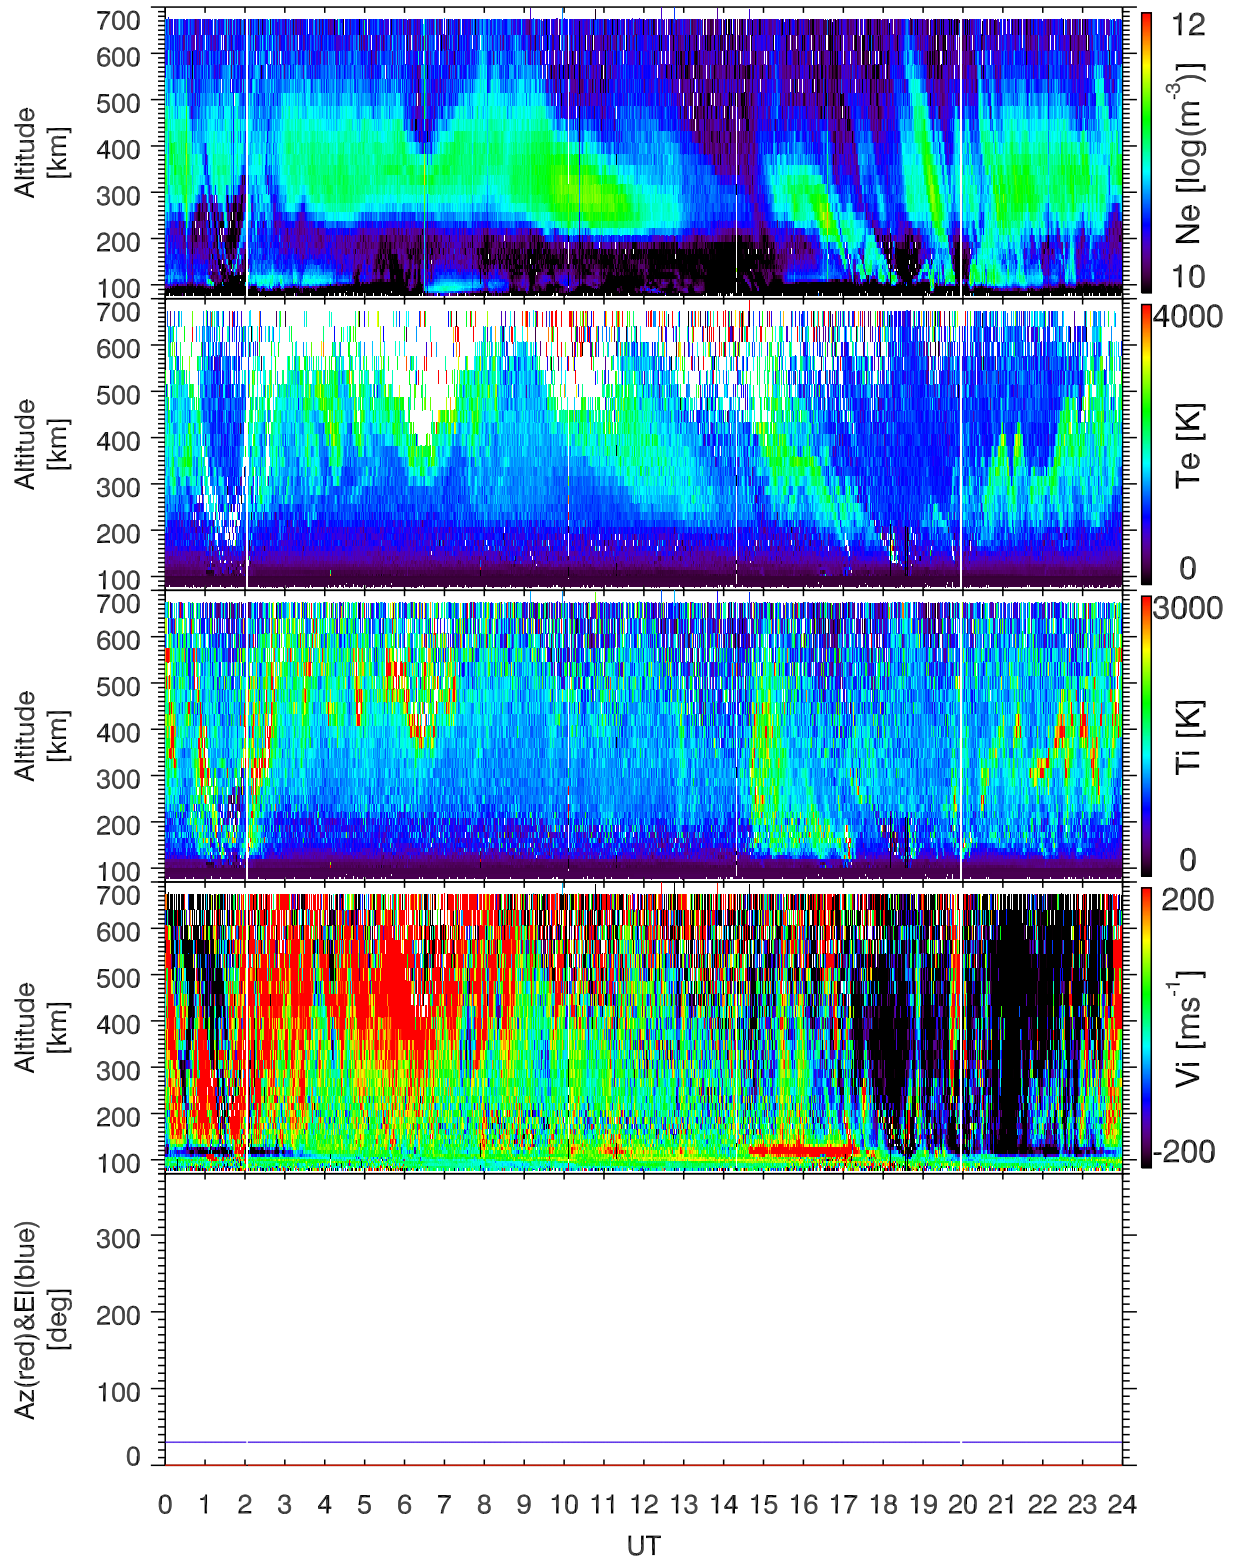 700
600
500
400
300
200
100
Altitude
[km]
12
Ne [log(m⁻³)]
10
700
600
500
400
300
200
100
Altitude
[km]
4000
Te [K]
0
700
600
500
400
300
200
100
Altitude
[km]
3000
Ti [K]
0
700
600
500
400
300
200
100
Altitude
[km]
200
Vi [ms⁻¹]
-200
300
200
100
0
Az(red)&El(blue)
[deg]
0 1 2 3 4 5 6 7 8 9 10 11 12 13 14 15 16 17 18 19 20 21 22 23 24
UT